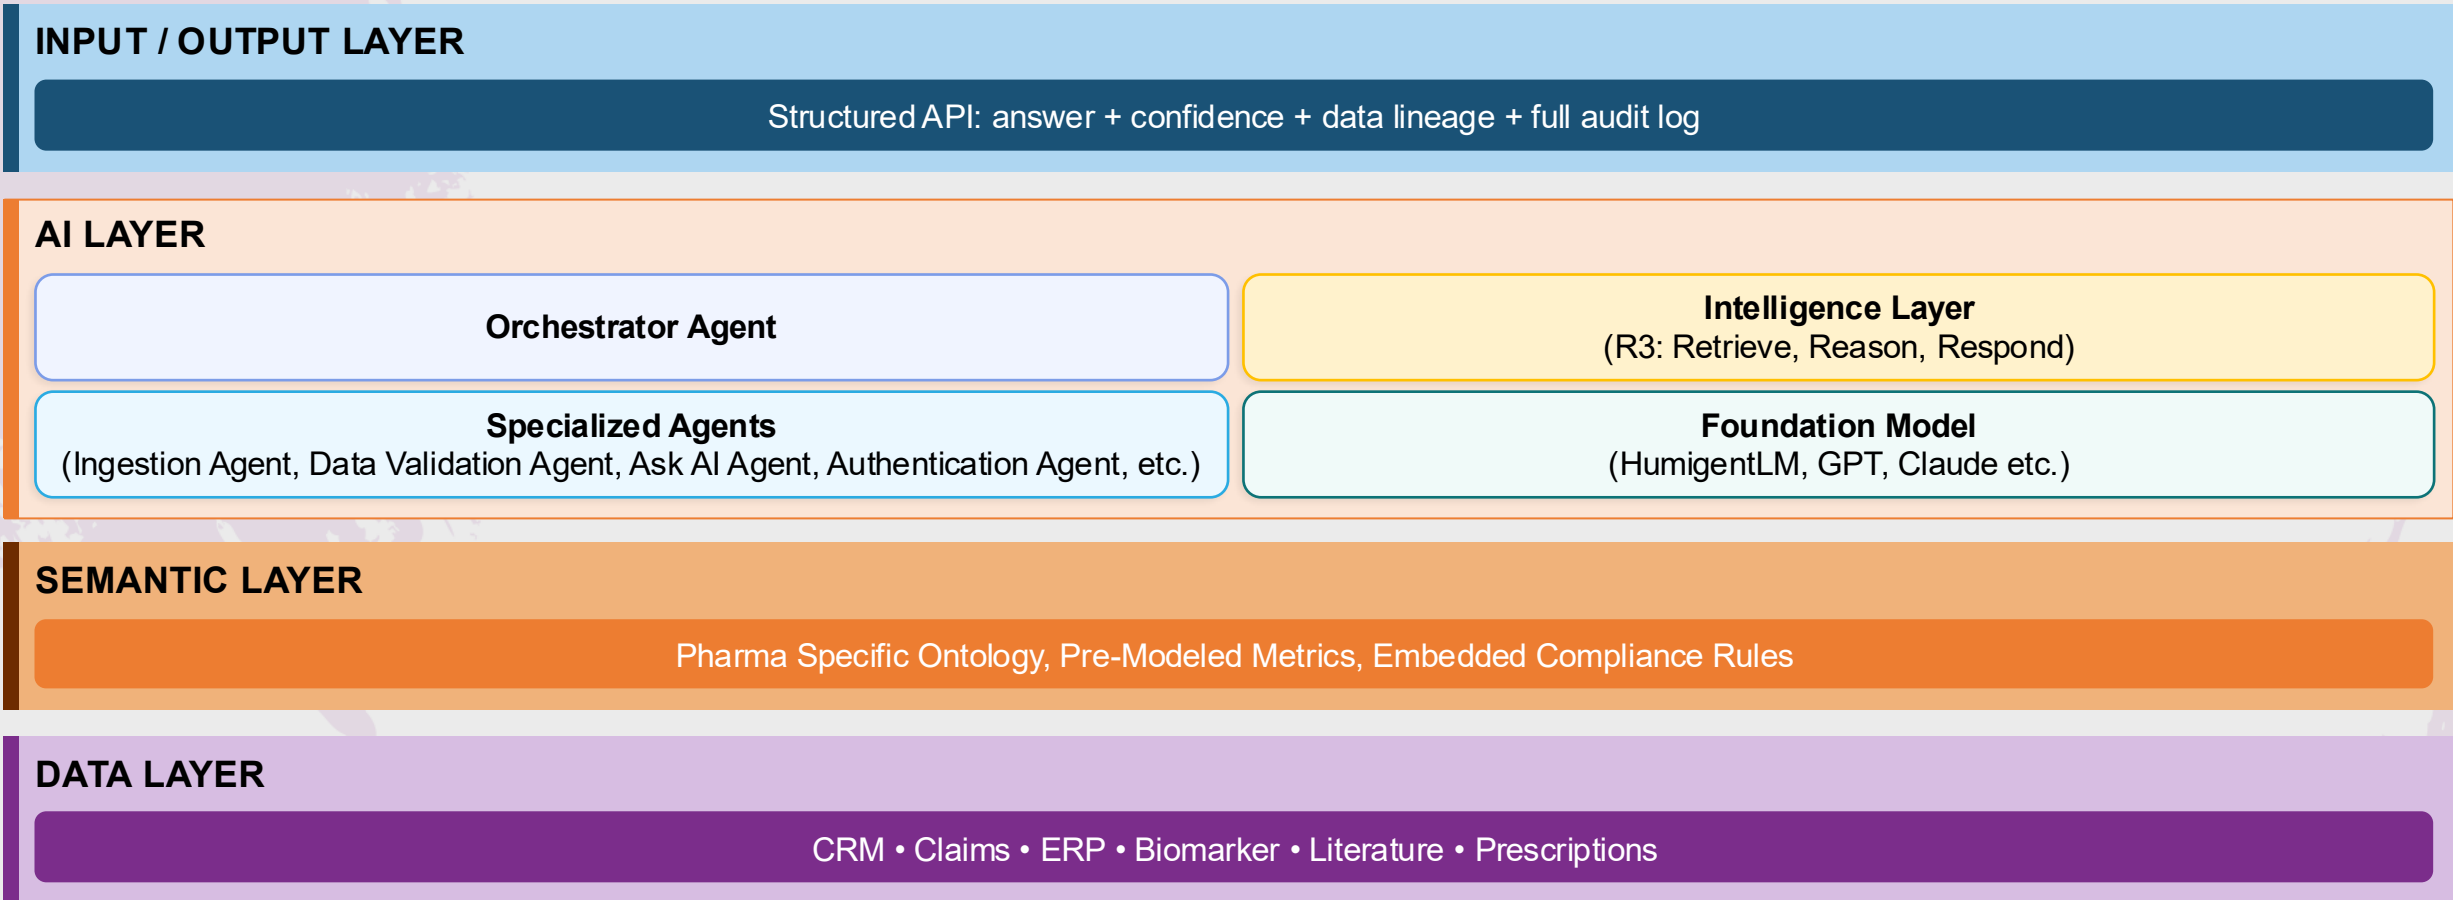 INPUT / OUTPUT LAYER
Structured API: answer + confidence + data lineage + full audit log
AI LAYER
Orchestrator Agent
Intelligence Layer
(R3: Retrieve, Reason, Respond)
Specialized Agents
(Ingestion Agent, Data Validation Agent, Ask AI Agent, Authentication Agent, etc.)
Foundation Model
(HumigentLM, GPT, Claude etc.)
SEMANTIC LAYER
Pharma Specific Ontology, Pre-Modeled Metrics, Embedded Compliance Rules
DATA LAYER
CRM • Claims • ERP • Biomarker • Literature • Prescriptions